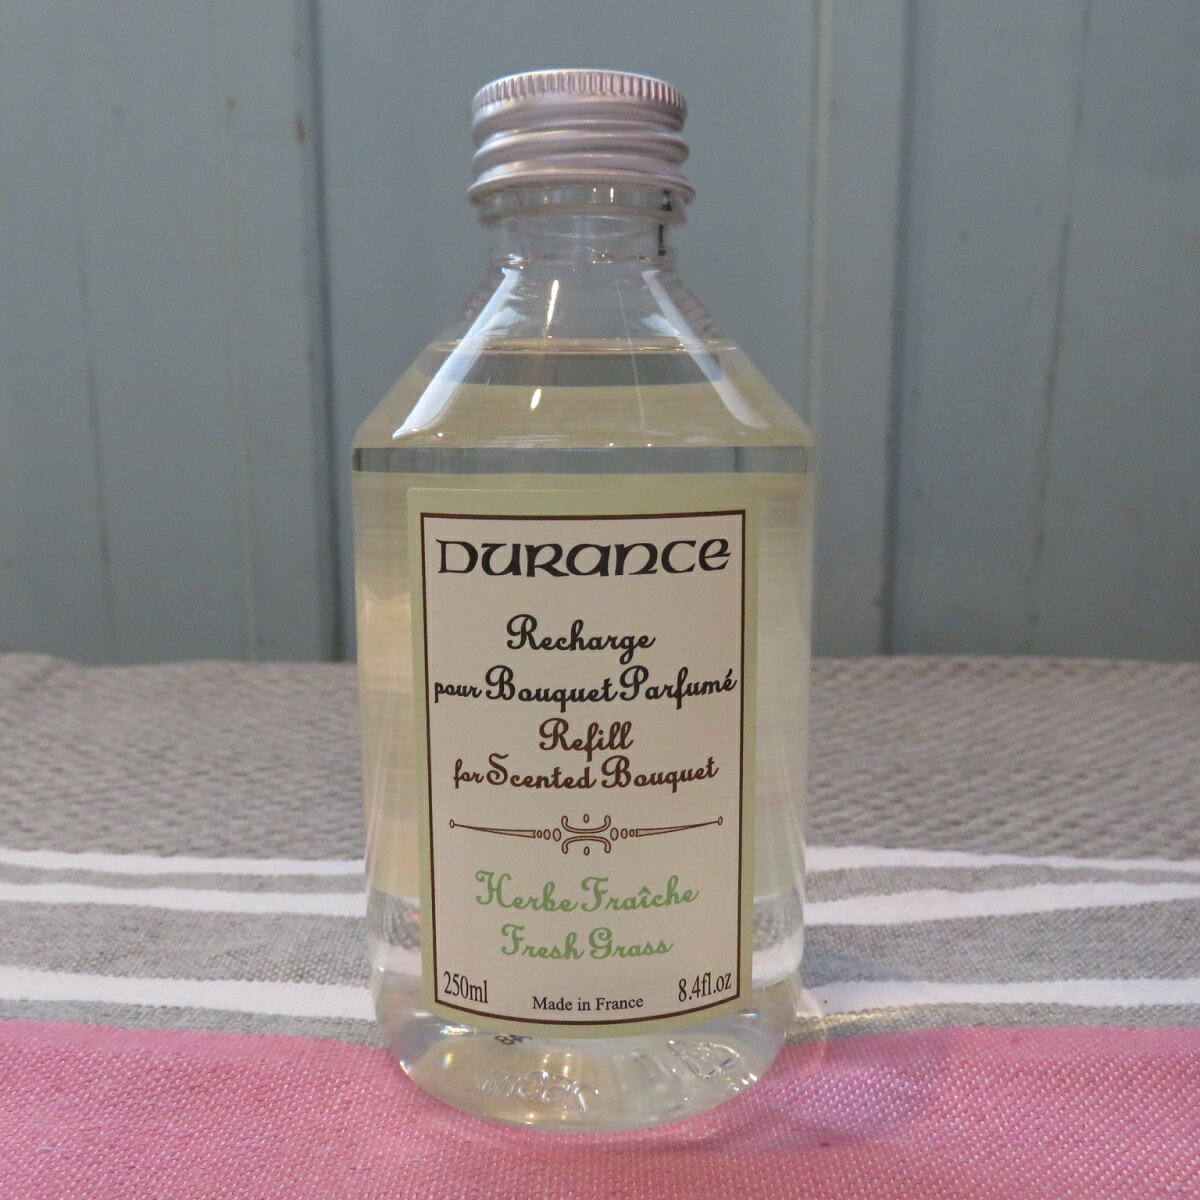 DURANCE
Recharge
pour Bouquet Parfumé
Refill
for Scented Bouquet
Herbe Fraîche
Fresh Grass
250ml
Made in France
8.4fl.oz